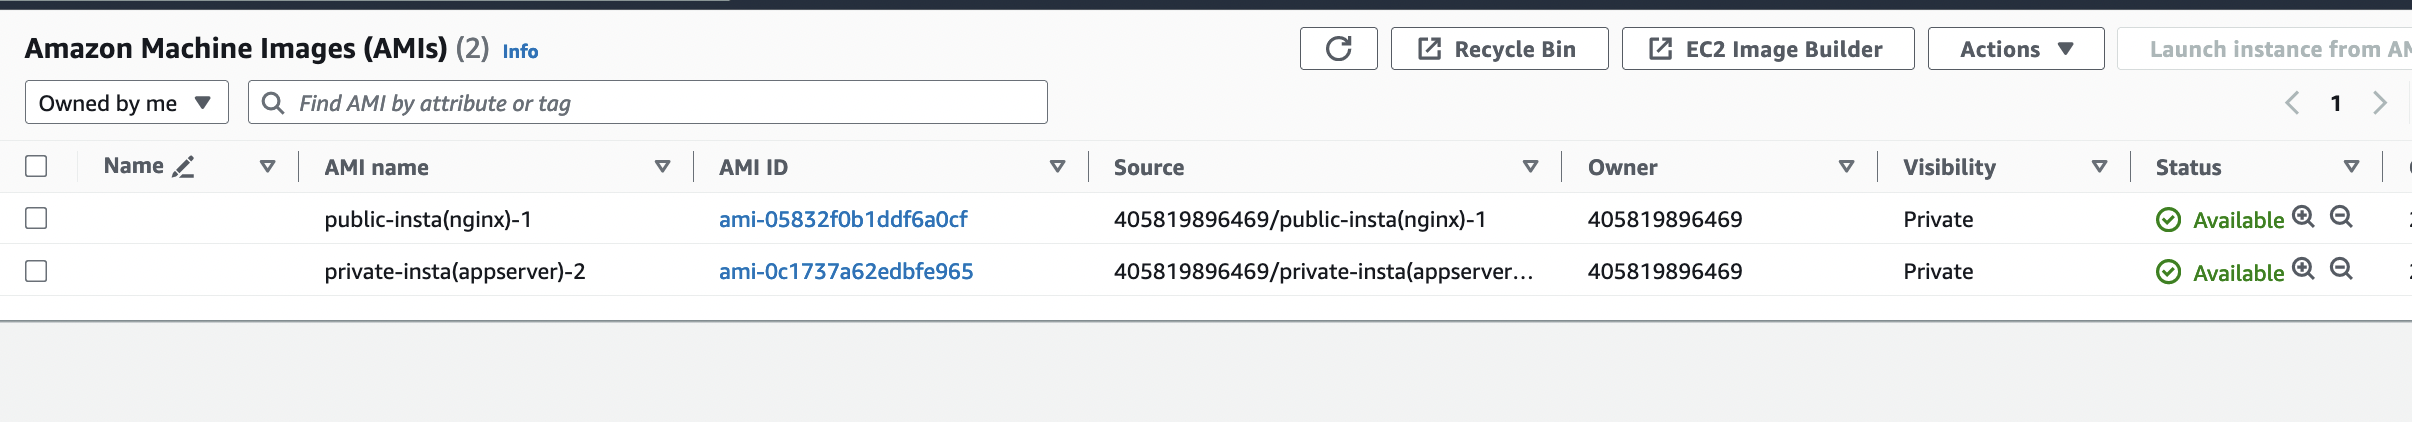 Amazon Machine Images (AMIs) (2) Info
Recycle Bin
EC2 Image Builder
Actions
Launch instance from
Owned by me
Find AMI by attribute or tag
1
Name AMI name AMI ID Source Owner Visibility Status
public-insta(nginx)-1 ami-05832f0b1ddf6a0cf 405819896469/public-insta(nginx)-1 405819896469 Private Available
private-insta(appserver)-2 ami-0c1737a62edbfe965 405819896469/private-insta(appserver... 405819896469 Private Available